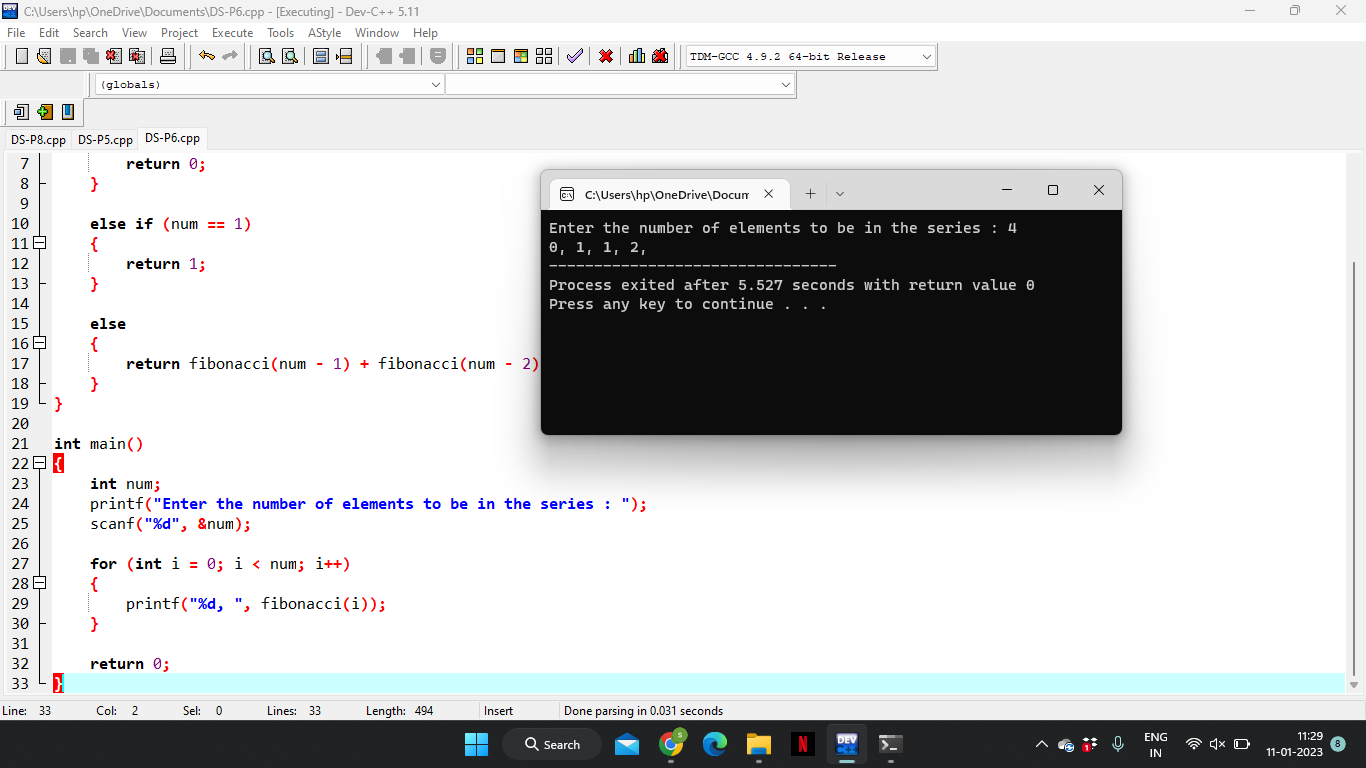 C:\Users\hp\OneDrive\Documents\DS-P6.cpp - [Executing] - Dev-C++ 5.11
File Edit Search View Project Execute Tools AStyle Window Help
TDM-GCC 4.9.2 64-bit Release
(globals)
DS-P8.cpp DS-P5.cpp DS-P6.cpp
7 return 0;
8 }
9
10 else if (num == 1)
11 {
12 return 1;
13 }
14
15 else
16 {
17 return fibonacci(num - 1) + fibonacci(num - 2)
18 }
19 }
20
21 int main()
22 {
23 int num;
24 printf("Enter the number of elements to be in the series : ");
25 scanf("%d", &num);
26
27 for (int i = 0; i < num; i++)
28 {
29 printf("%d, ", fibonacci(i));
30 }
31
32 return 0;
33 }
C:\Users\hp\OneDrive\Docum
Enter the number of elements to be in the series : 4
0, 1, 1, 2,
--------------------------------
Process exited after 5.527 seconds with return value 0
Press any key to continue . . .
Line: 33 Col: 2 Sel: 0 Lines: 33 Length: 494 Insert Done parsing in 0.031 seconds
Search
DEV
S
N
1
ENG
IN
11:29
11-01-2023
8